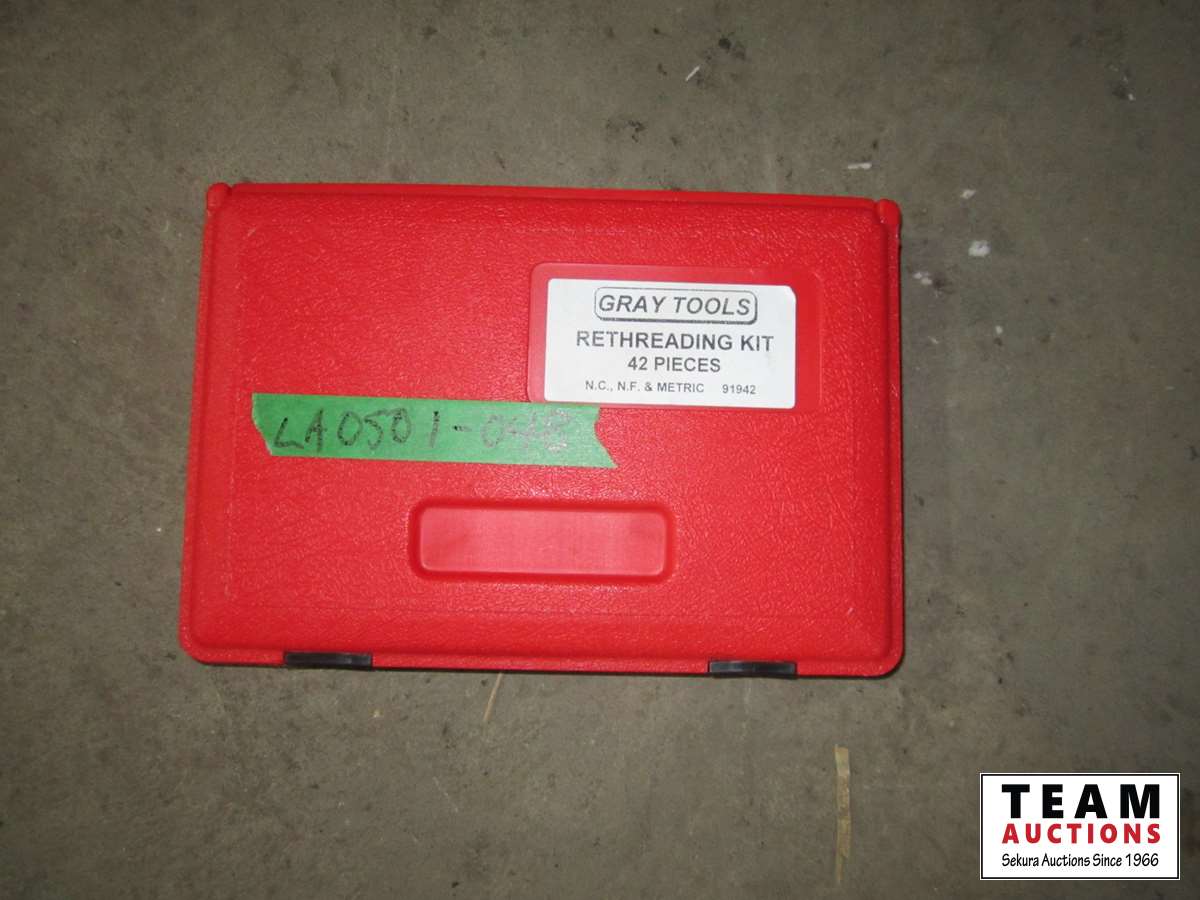 GRAY TOOLS
RETHREADING KIT
42 PIECES
N.C., N.F. & METRIC 91942
TEAM
AUCTIONS
Sekura Auctions Since 1966